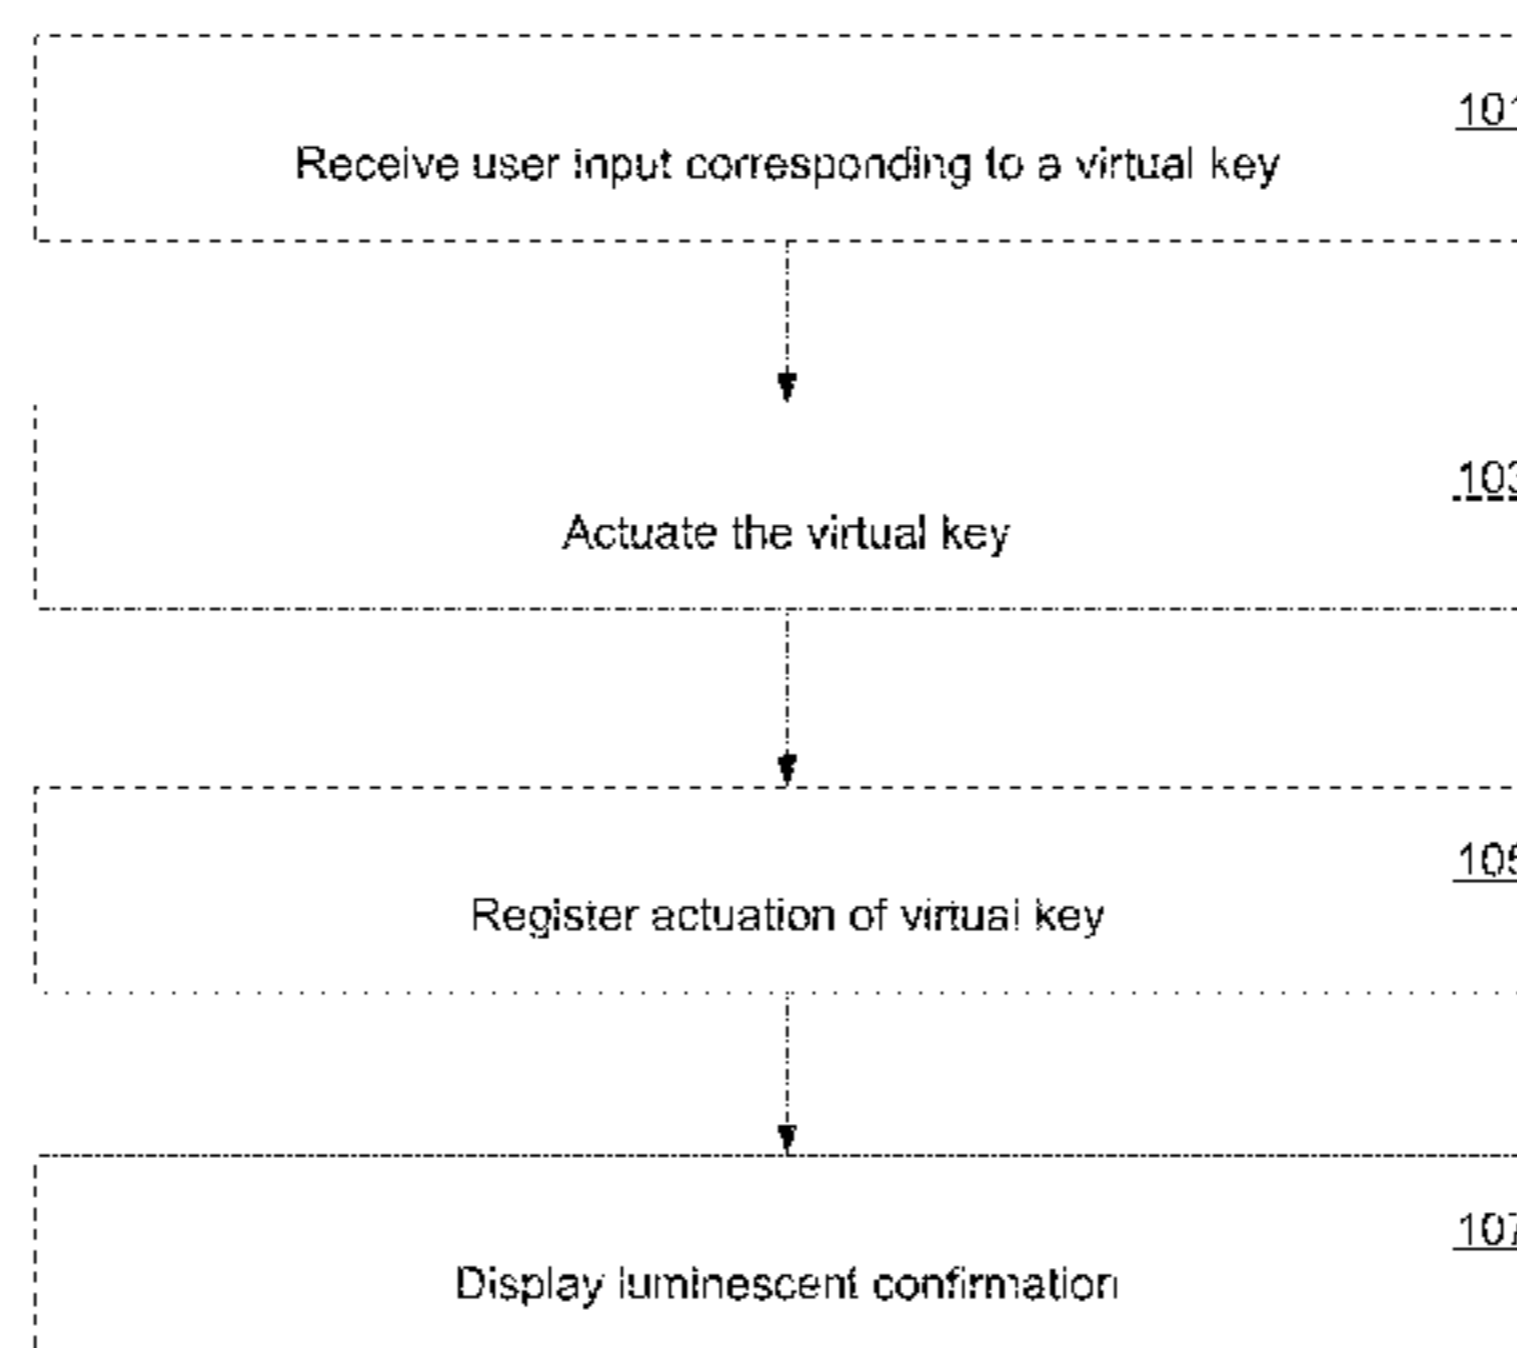 101
Receive user input corresponding to a virtual key
103
Actuate the virtual key
105
Register actuation of virtual key
107
Display luminescent confirmation